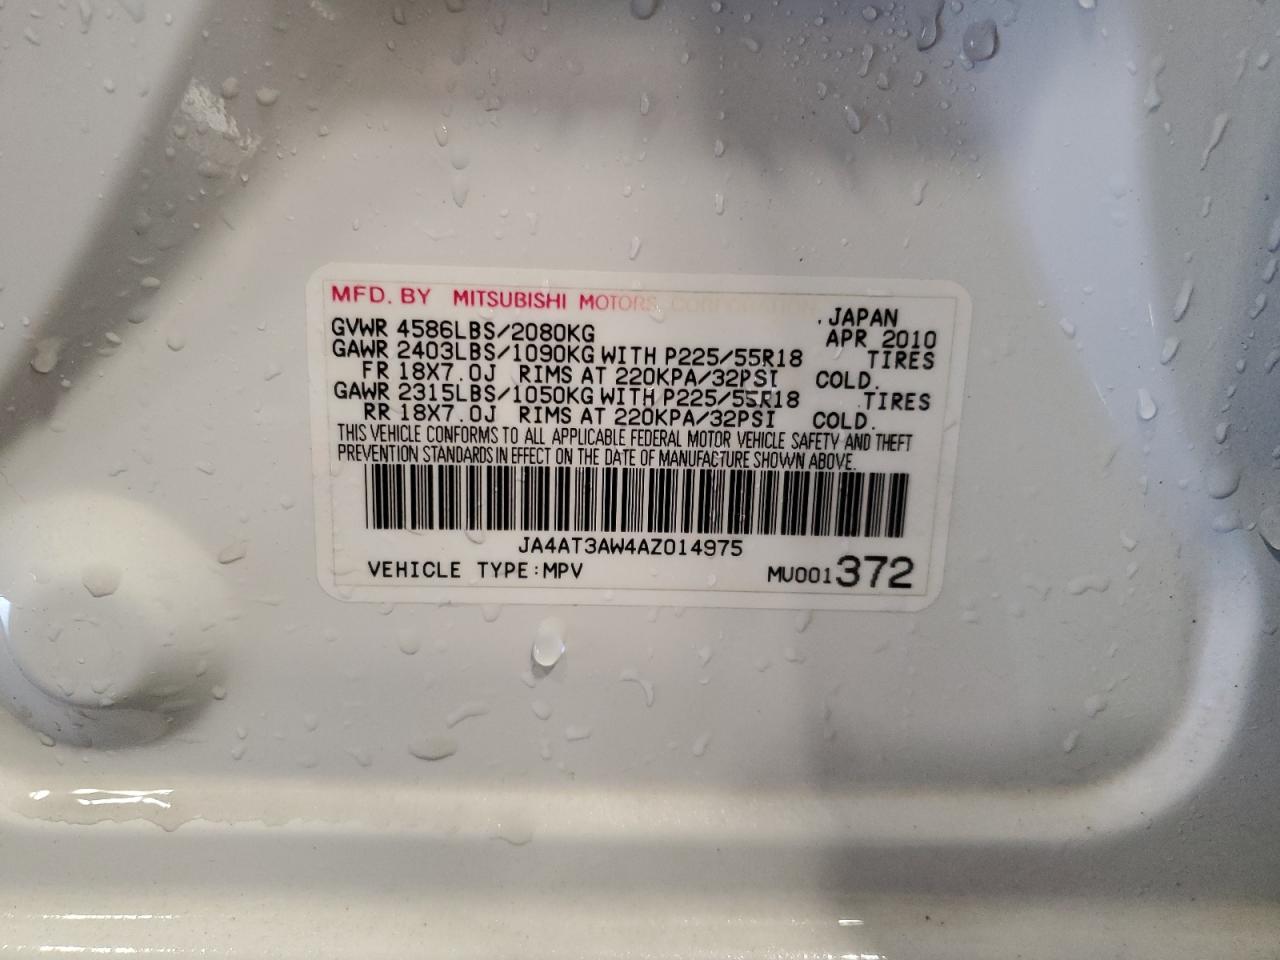 MFD. BY MITSUBISHI MOTORS CORPORATION. JAPAN
GVWR 4586LBS/2080KG APR 2010
GAWR 2403LBS/1090KG WITH P225/55R18 TIRES
FR 18X7.0J RIMS AT 220KPA/32PSI COLD.
GAWR 2315LBS/1050KG WITH P225/55R18 TIRES
RR 18X7.0J RIMS AT 220KPA/32PSI COLD.
THIS VEHICLE CONFORMS TO ALL APPLICABLE FEDERAL MOTOR VEHICLE SAFETY AND THEFT
PREVENTION STANDARDS IN EFFECT ON THE DATE OF MANUFACTURE SHOWN ABOVE.
JA4AT3AW4AZ014975
VEHICLE TYPE:MPV MU001372